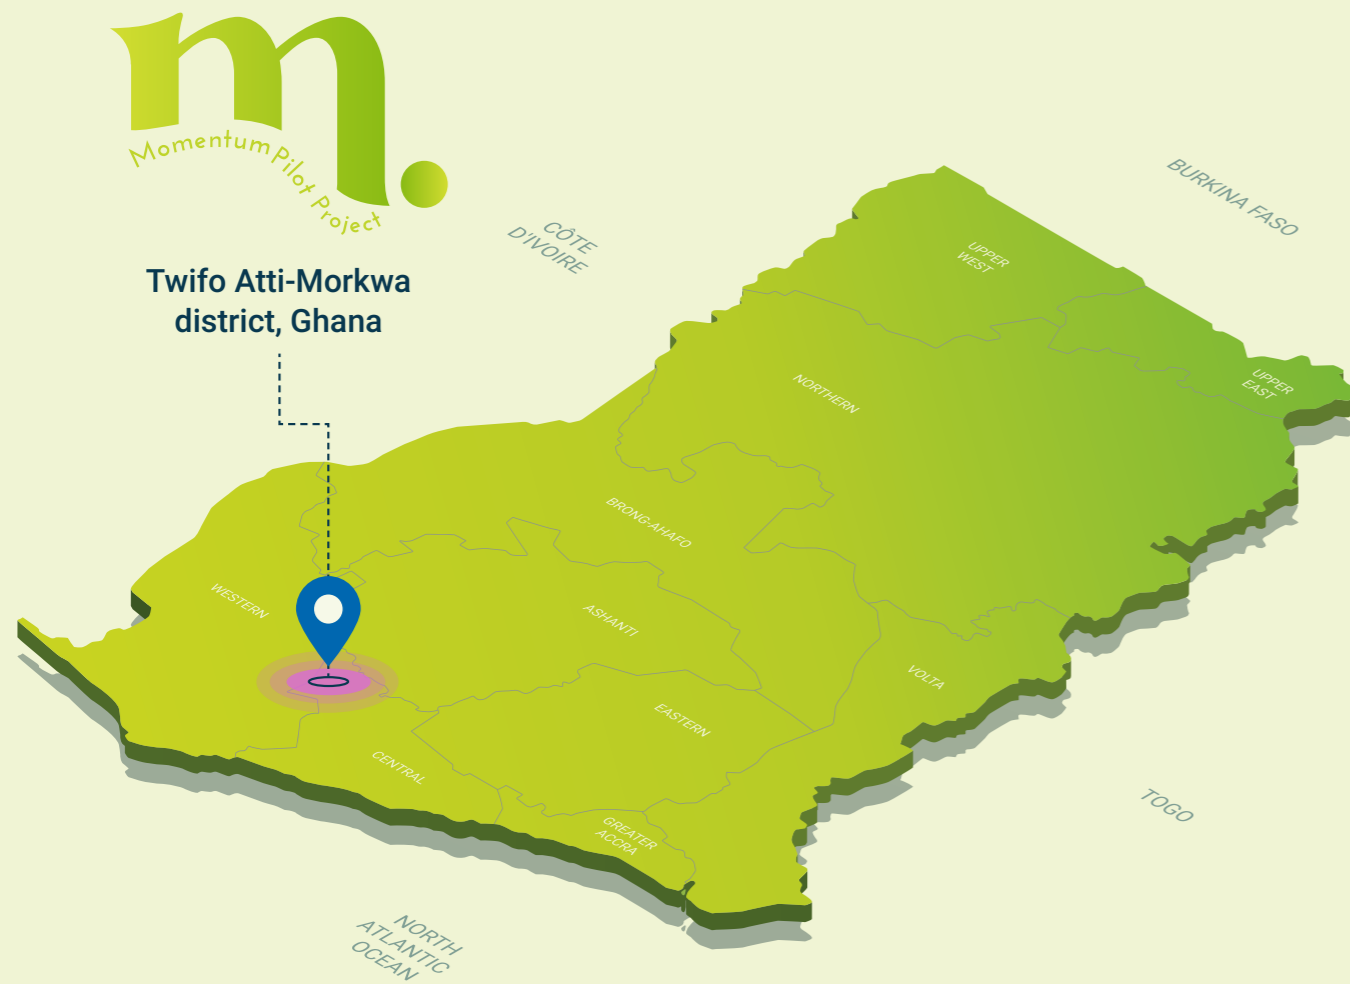 m.
Momentum Pilot Project
Twifo Atti-Morkwa
district, Ghana
CÔTE
D'IVOIRE
BURKINA FASO
UPPER
WEST
UPPER
EAST
NORTHERN
BRONG-AHAFO
WESTERN
ASHANTI
VOLTA
EASTERN
CENTRAL
GREATER
ACCRA
TOGO
NORTH
ATLANTIC
OCEAN